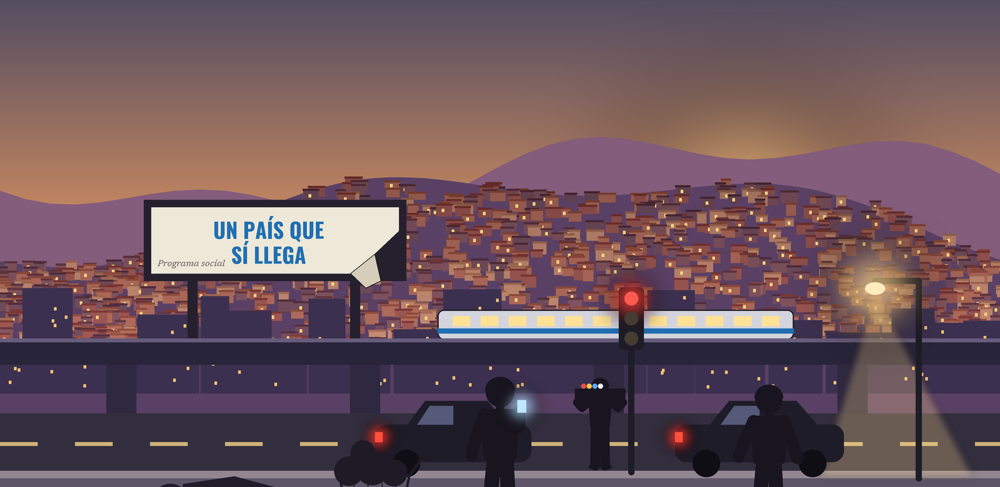 UN PAÍS QUE
SÍ LLEGA
Programa social